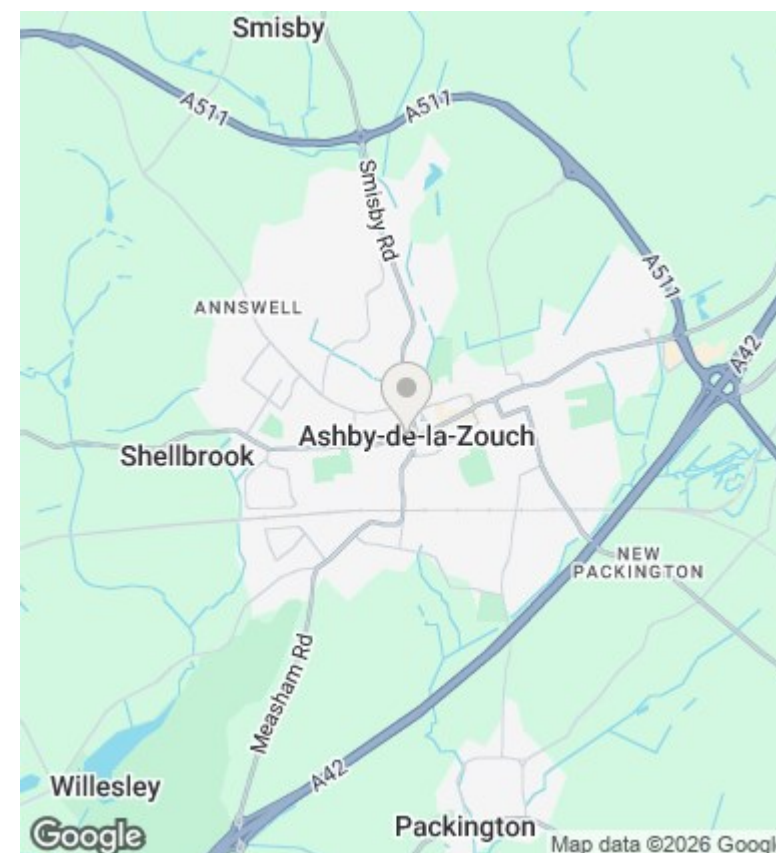 Smisby
A511
A511
Smisby Rd
A511
ANNSWELL
A42
Ashby-de-la-Zouch
Shellbrook
NEW
PACKINGTON
Measham Rd
A42
Willesley
Packington
Google
Map data ©2026 Google